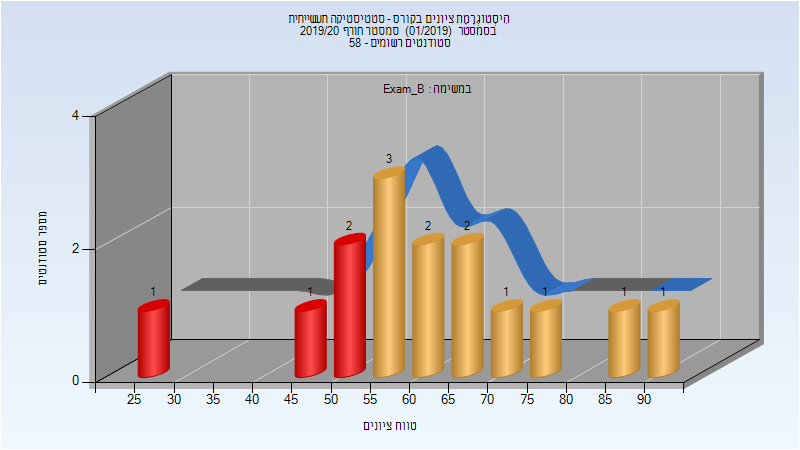 היסטוגרמת ציונים בקורס - סטטיסטיקה תעשייתית
בסמסטר (01/2019) סמסטר חורף 2019/20
סטודנטים רשומים - 58
במשימה : Exam_B
מספר סטודנטים
4
2
0
1
1
2
3
2
2
1
1
1
1
25 30 35 40 45 50 55 60 65 70 75 80 85 90
טווח ציונים